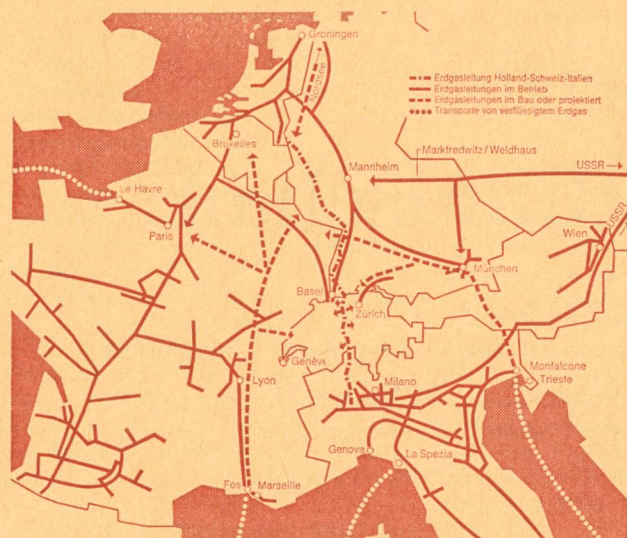 Groningen
Nordsee
Erdgasleitung Holland-Schweiz-Italien
Erdgasleitungen im Betrieb
Erdgasleitungen im Bau oder projektiert
Transporte von verflüssigtem Erdgas
Bruxelles
Marktredwitz/Weidhaus
Mannheim
USSR
Le Havre
Paris
USSR
Wien
München
Basel
Zürich
Genève
Lyon
Milano
Monfalcone
Trieste
Genova
La Spezia
Fos
Marseille